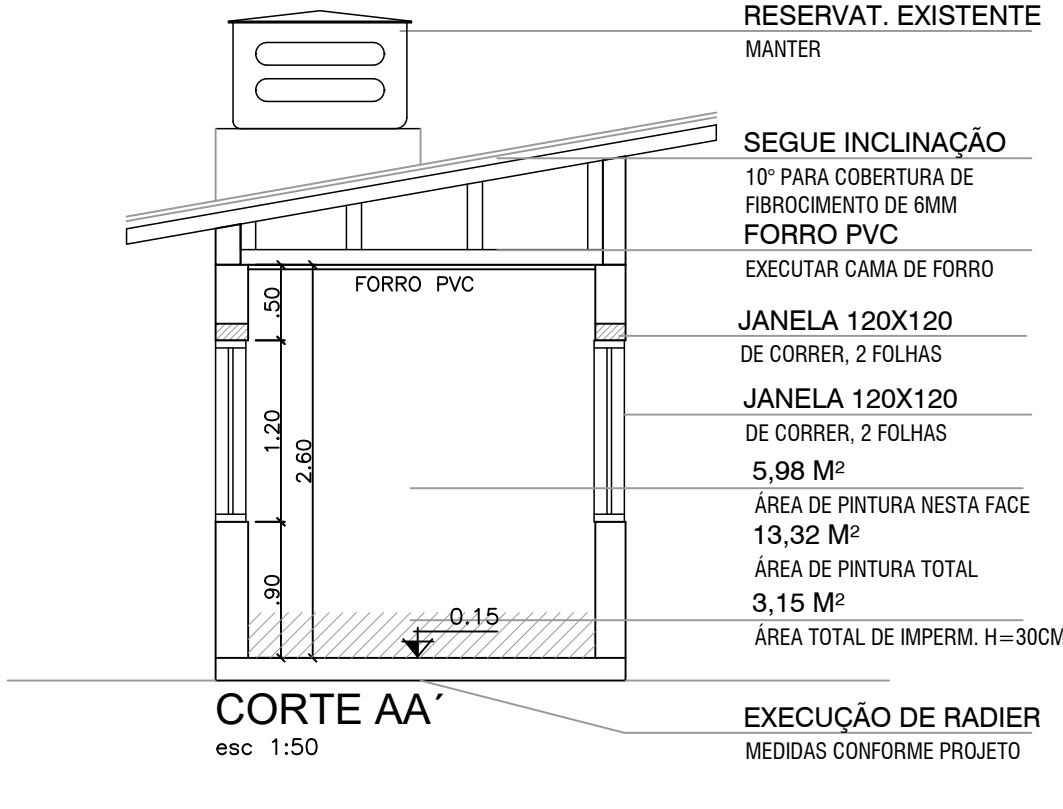 RESERVAT. EXISTENTE
MANTER
SEGUE INCLINAÇÃO
10° PARA COBERTURA DE
FIBROCIMENTO DE 6MM
FORRO PVC
EXECUTAR CAMA DE FORRO
FORRO PVC
.50
JANELA 120X120
DE CORRER, 2 FOLHAS
JANELA 120X120
DE CORRER, 2 FOLHAS
1.20
2.60
5,98 M²
ÁREA DE PINTURA NESTA FACE
13,32 M²
ÁREA DE PINTURA TOTAL
.90
0.15
3,15 M²
ÁREA TOTAL DE IMPERM. H=30CM
CORTE AA´
esc 1:50
EXECUÇÃO DE RADIER
MEDIDAS CONFORME PROJETO